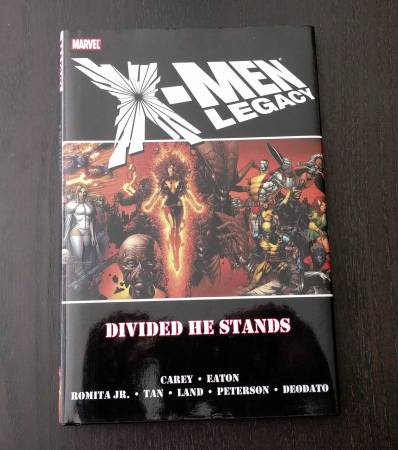 MARVEL
X-MEN
LEGACY
DIVIDED HE STANDS
CAREY • EATON
ROMITA JR. • TAN • LAND • PETERSON • DEODATO